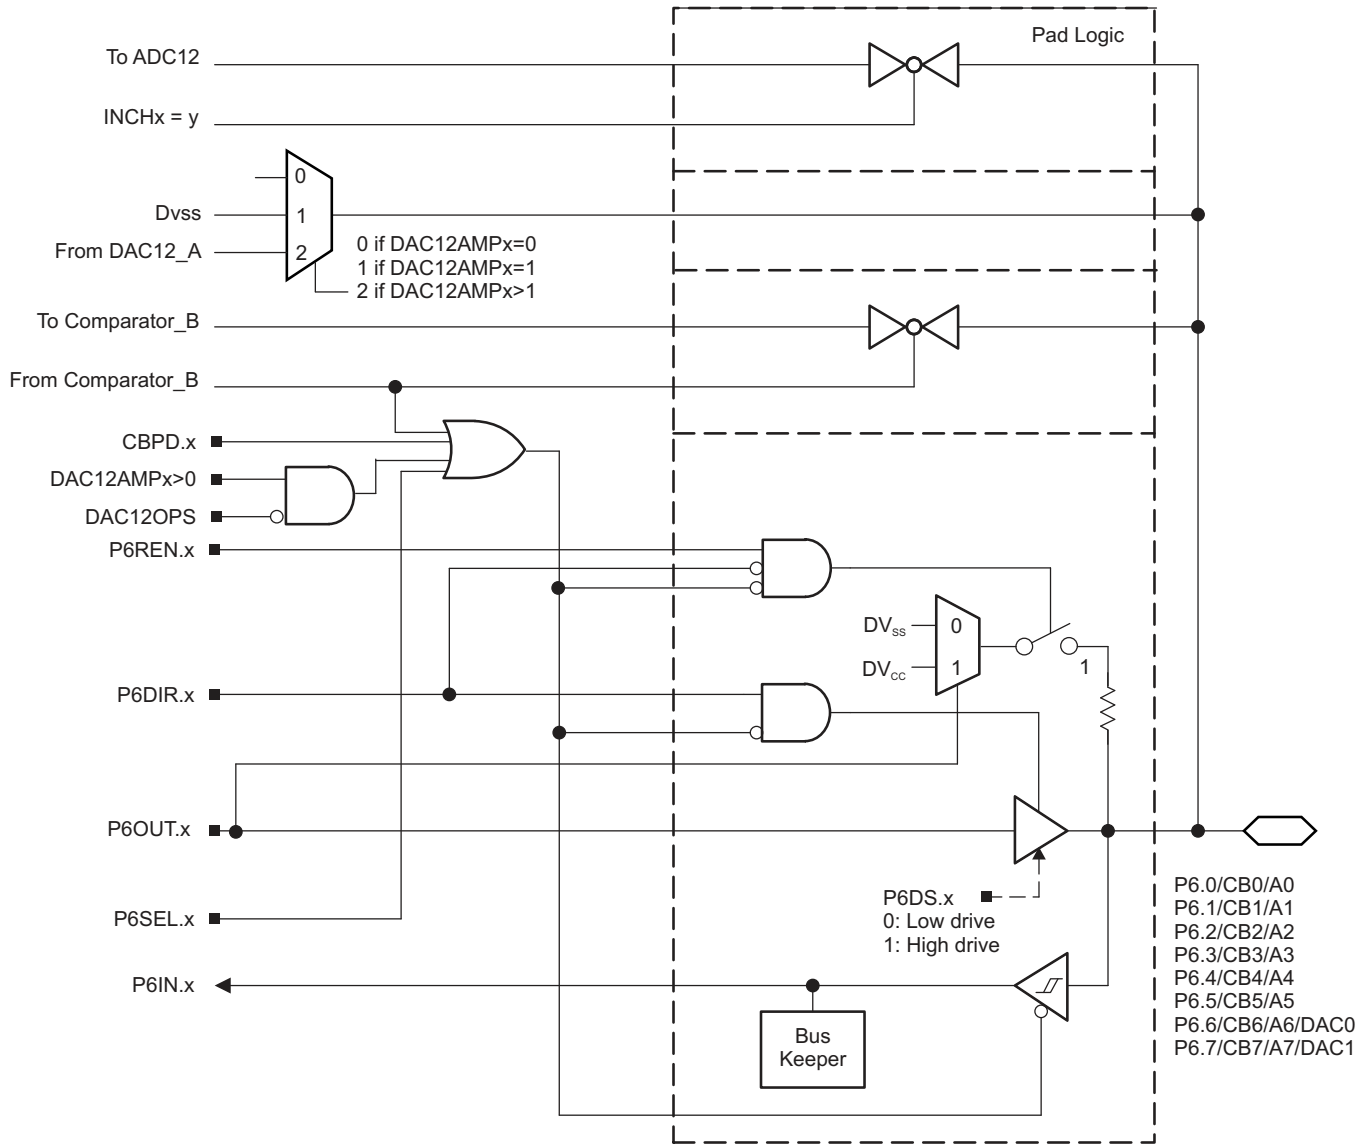 Pad Logic
To ADC12
INCHx = y
0
Dvss
1
From DAC12_A
2
0 if DAC12AMPx=0
1 if DAC12AMPx=1
2 if DAC12AMPx>1
To Comparator_B
From Comparator_B
CBPD.x
DAC12AMPx>0
DAC12OPS
P6REN.x
DVSS
0
DVCC
1
1
P6DIR.x
P6OUT.x
P6DS.x
0: Low drive
1: High drive
P6SEL.x
P6IN.x
Bus
Keeper
P6.0/CB0/A0
P6.1/CB1/A1
P6.2/CB2/A2
P6.3/CB3/A3
P6.4/CB4/A4
P6.5/CB5/A5
P6.6/CB6/A6/DAC0
P6.7/CB7/A7/DAC1